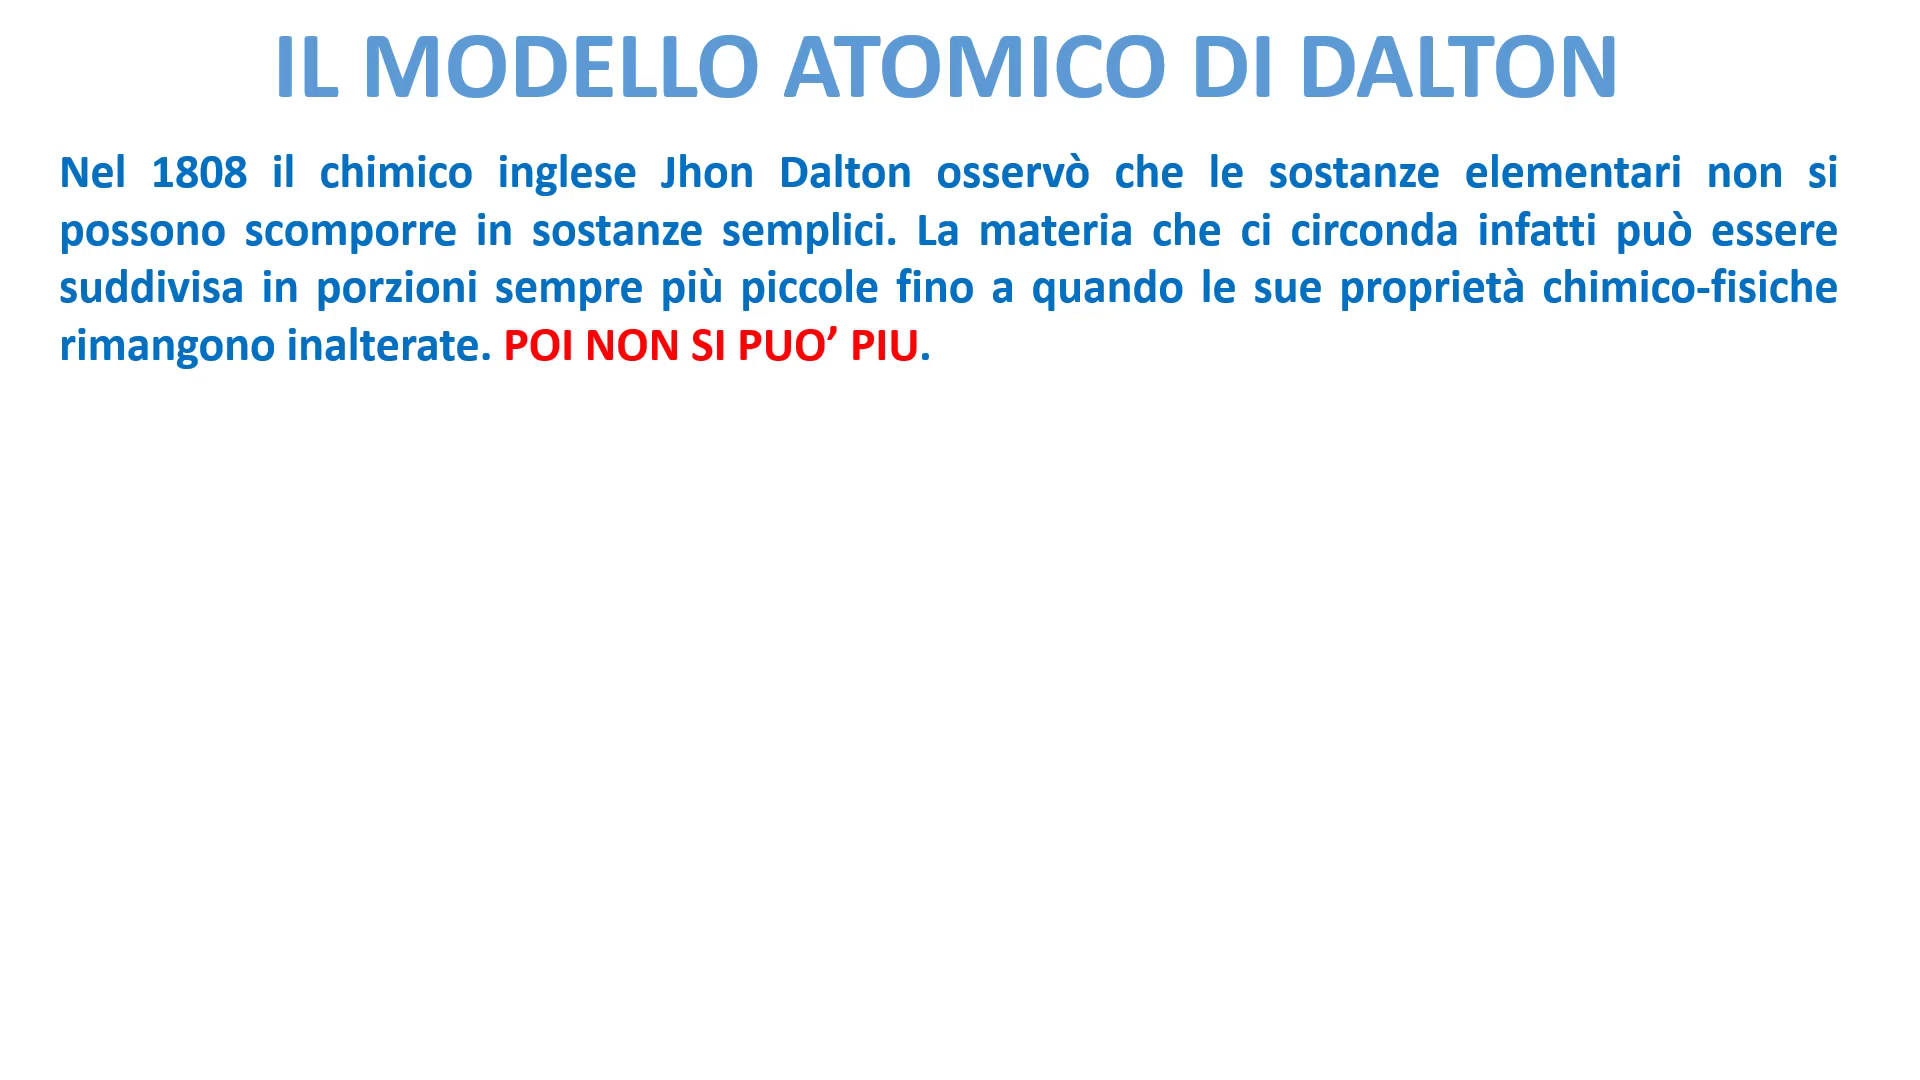 IL MODELLO ATOMICO DI DALTON
Nel 1808 il chimico inglese Jhon Dalton osservò che le sostanze elementari non si
possono scomporre in sostanze semplici. La materia che ci circonda infatti può essere
suddivisa in porzioni sempre più piccole fino a quando le sue proprietà chimico-fisiche
rimangono inalterate. POI NON SI PUO’ PIU.